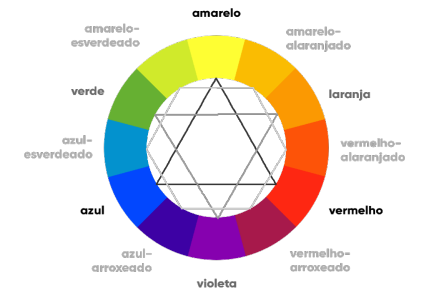 amarelo
amarelo-
esverdeado
amarelo-
alaranjado
verde
laranja
azul-
esverdeado
vermelho-
alaranjado
azul
vermelho
azul-
arroxeado
vermelho-
arroxeado
violeta